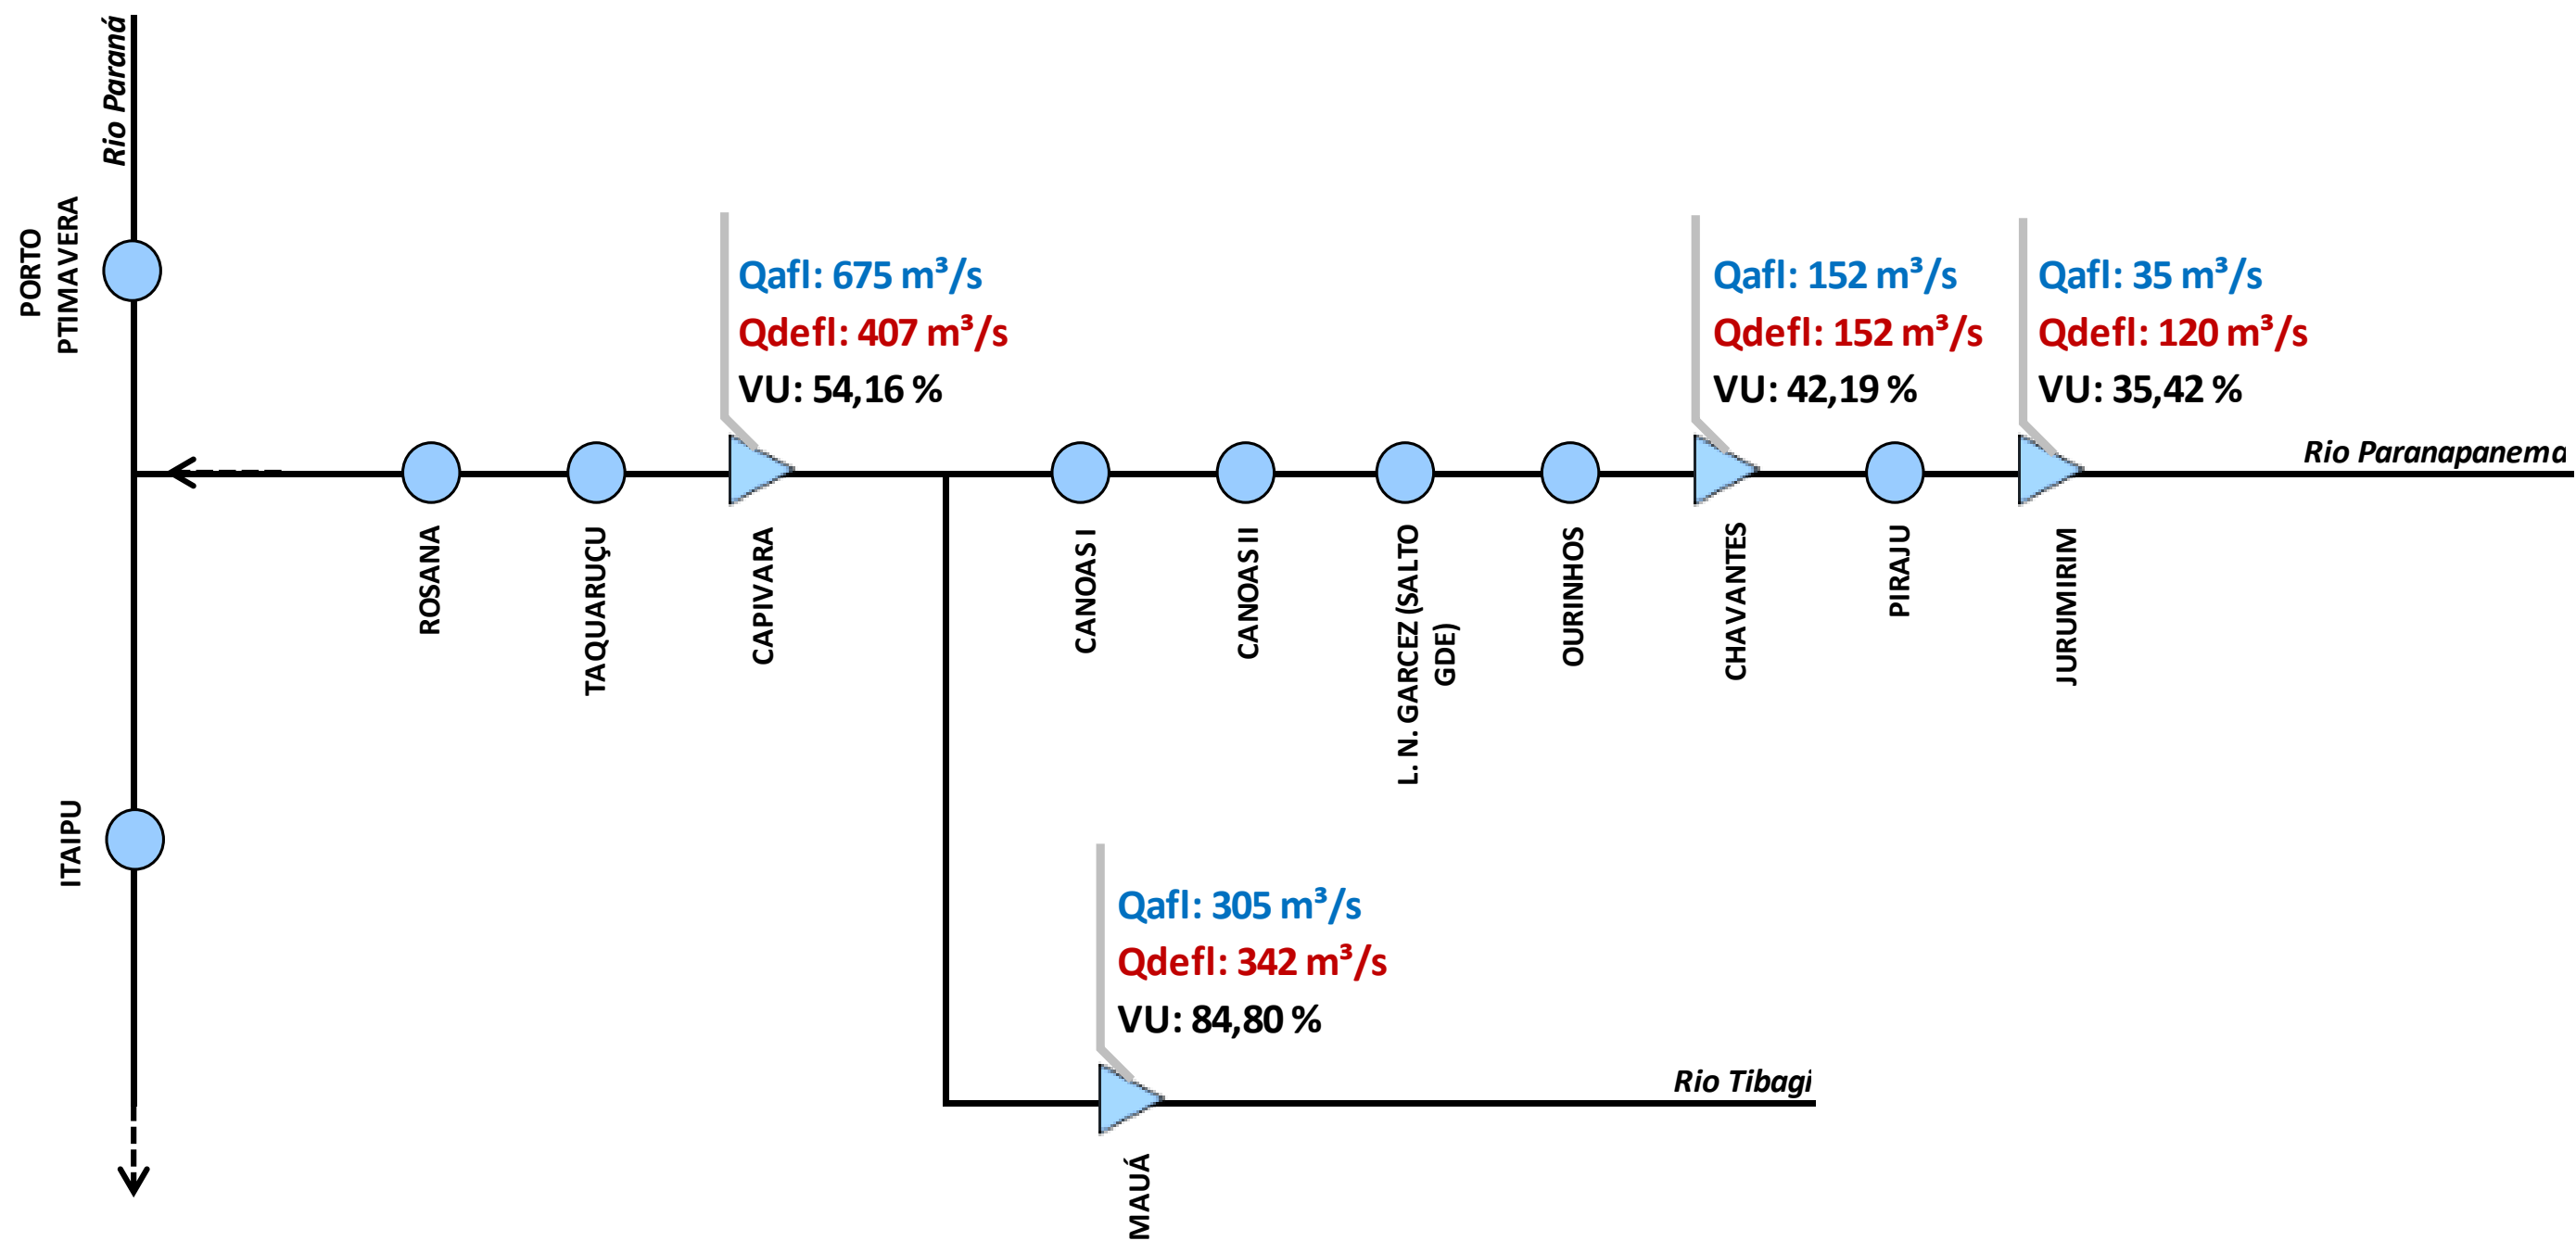 Rio Paraná
PORTO
PTIMAVERA
Qafl: 675 m³/s
Qdefl: 407 m³/s
VU: 54,16 %
Qafl: 152 m³/s
Qdefl: 152 m³/s
VU: 42,19 %
Qafl: 35 m³/s
Qdefl: 120 m³/s
VU: 35,42 %
Rio Paranapanema
ROSANA
TAQUARUÇU
CAPIVARA
CANOAS I
CANOAS II
L. N. GARCEZ (SALTO
GDE)
OURINHOS
CHAVANTES
PIRAJU
JURUMIRIM
ITAIPU
Qafl: 305 m³/s
Qdefl: 342 m³/s
VU: 84,80 %
Rio Tibagi
MAUÁ